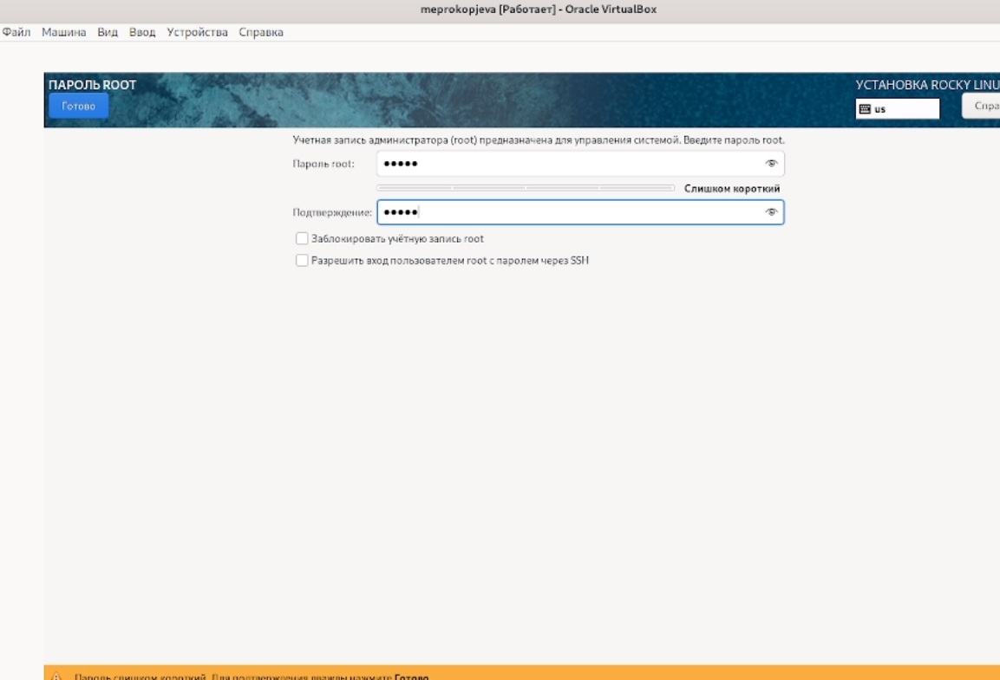 meprokopjeva [Работает] - Oracle VirtualBox
Файл Машина Вид Ввод Устройства Справка
ПАРОЛЬ ROOT
УСТАНОВКА ROCKY LINU
Готово
us
Спра
Учетная запись администратора (root) предназначена для управления системой. Введите пароль root.
Пароль root: •••••
Слишком короткий
Подтверждение: •••••
Заблокировать учётную запись root
Разрешить вход пользователем root с паролем через SSH
Пароль слишком короткий. Для подтверждения дважды нажмите Готово